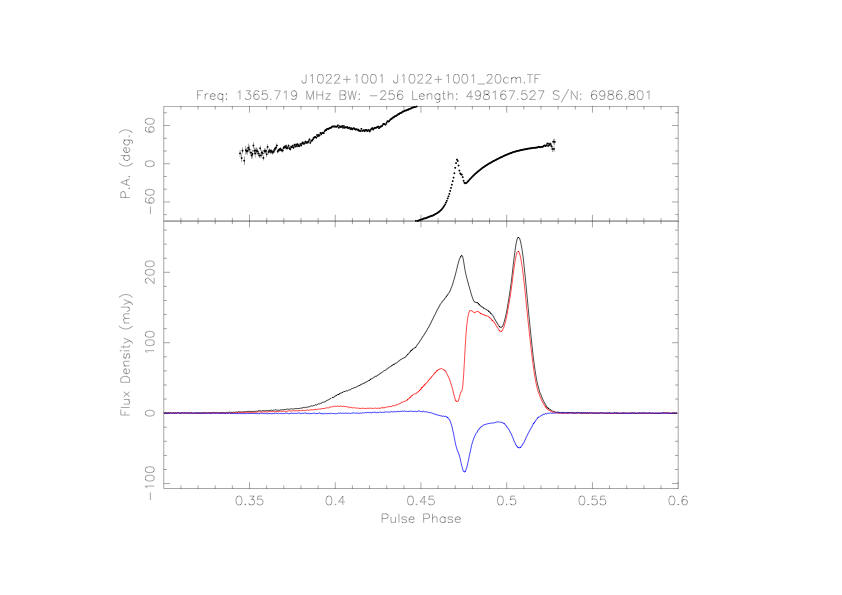 J1022+1001 J1022+1001_20cm.TF
Freq: 1365.719 MHz BW: -256 Length: 498167.527 S/N: 6986.801
P.A. (deg.)
60
0
-60
Flux Density (mJy)
200
100
0
-100
0.35 0.4 0.45 0.5 0.55 0.6
Pulse Phase